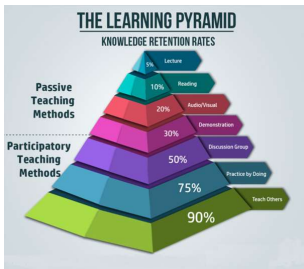 THE LEARNING PYRAMID
KNOWLEDGE RETENTION RATES
5% Lecture
10% Reading
Passive
Teaching
Methods
20% Audio/Visual
30% Demonstration
Participatory
Teaching
Methods
50% Discussion Group
75% Practice by Doing
90% Teach Others